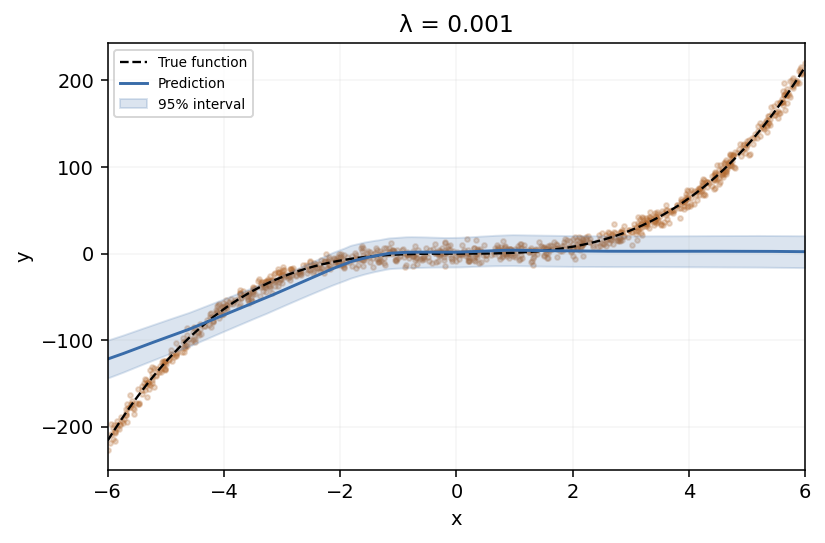 λ = 0.001
True function
Prediction
95% interval
200
100
0
−100
−200
y
−6
−4
−2
0
2
4
6
x